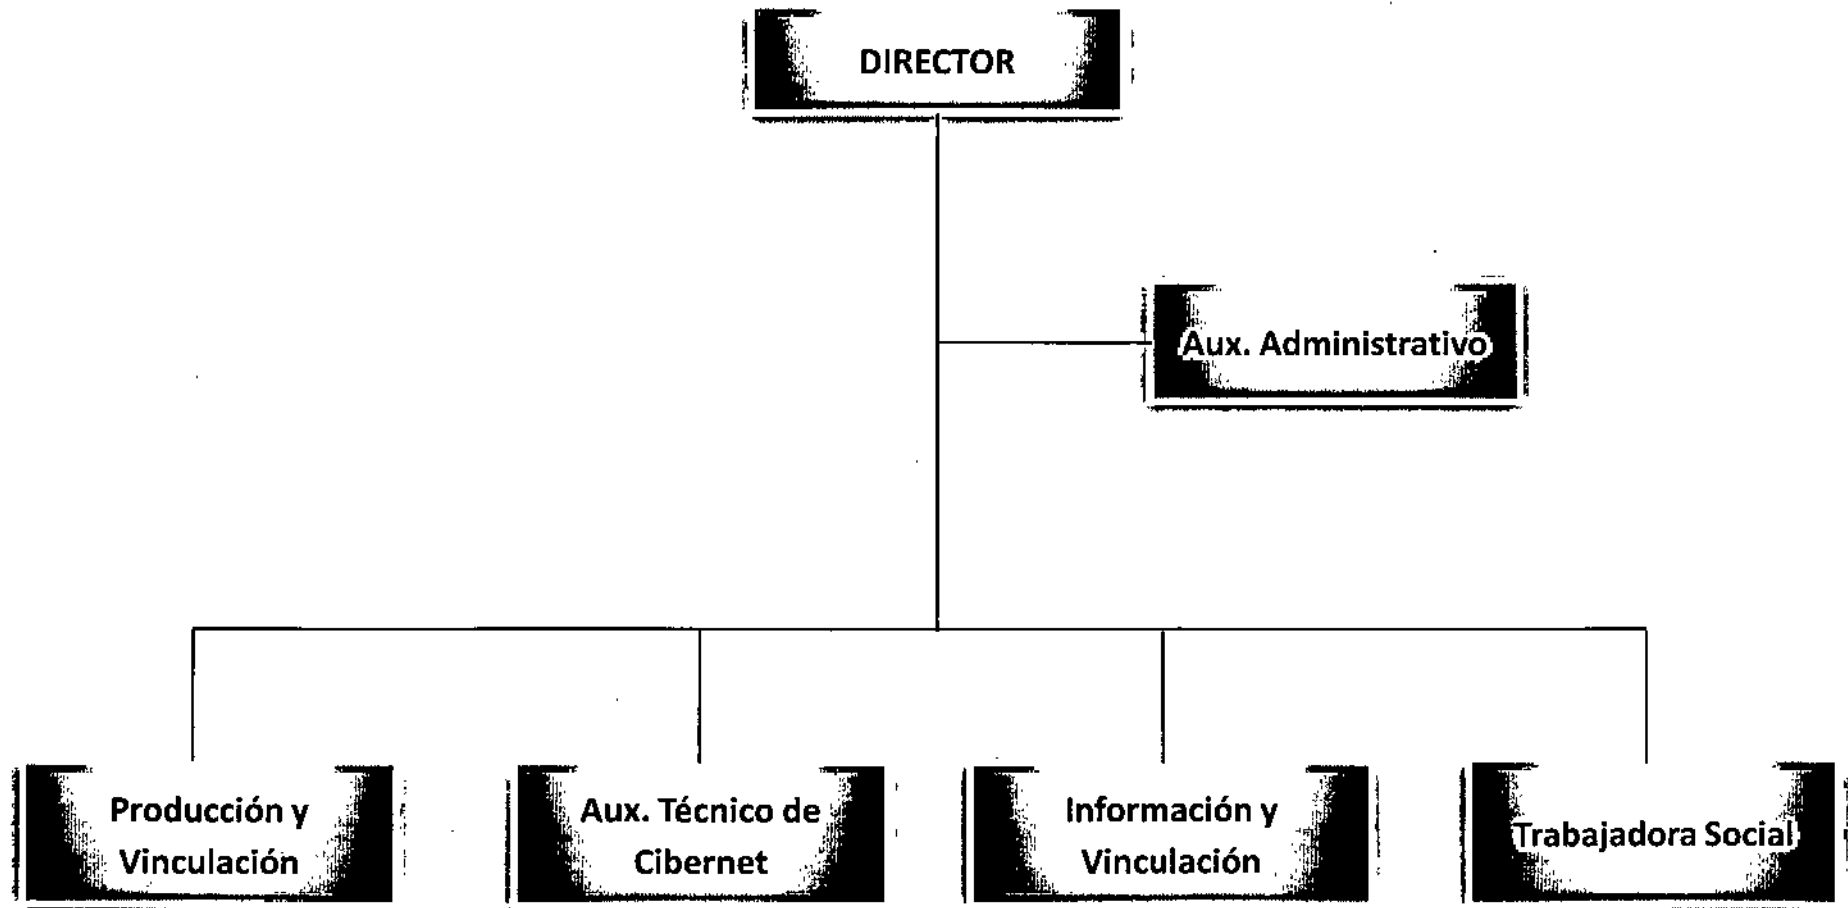 DIRECTOR
Aux. Administrativo
Producción y
Vinculación
Aux. Técnico de
Cibernet
Información y
Vinculación
Trabajadora Social